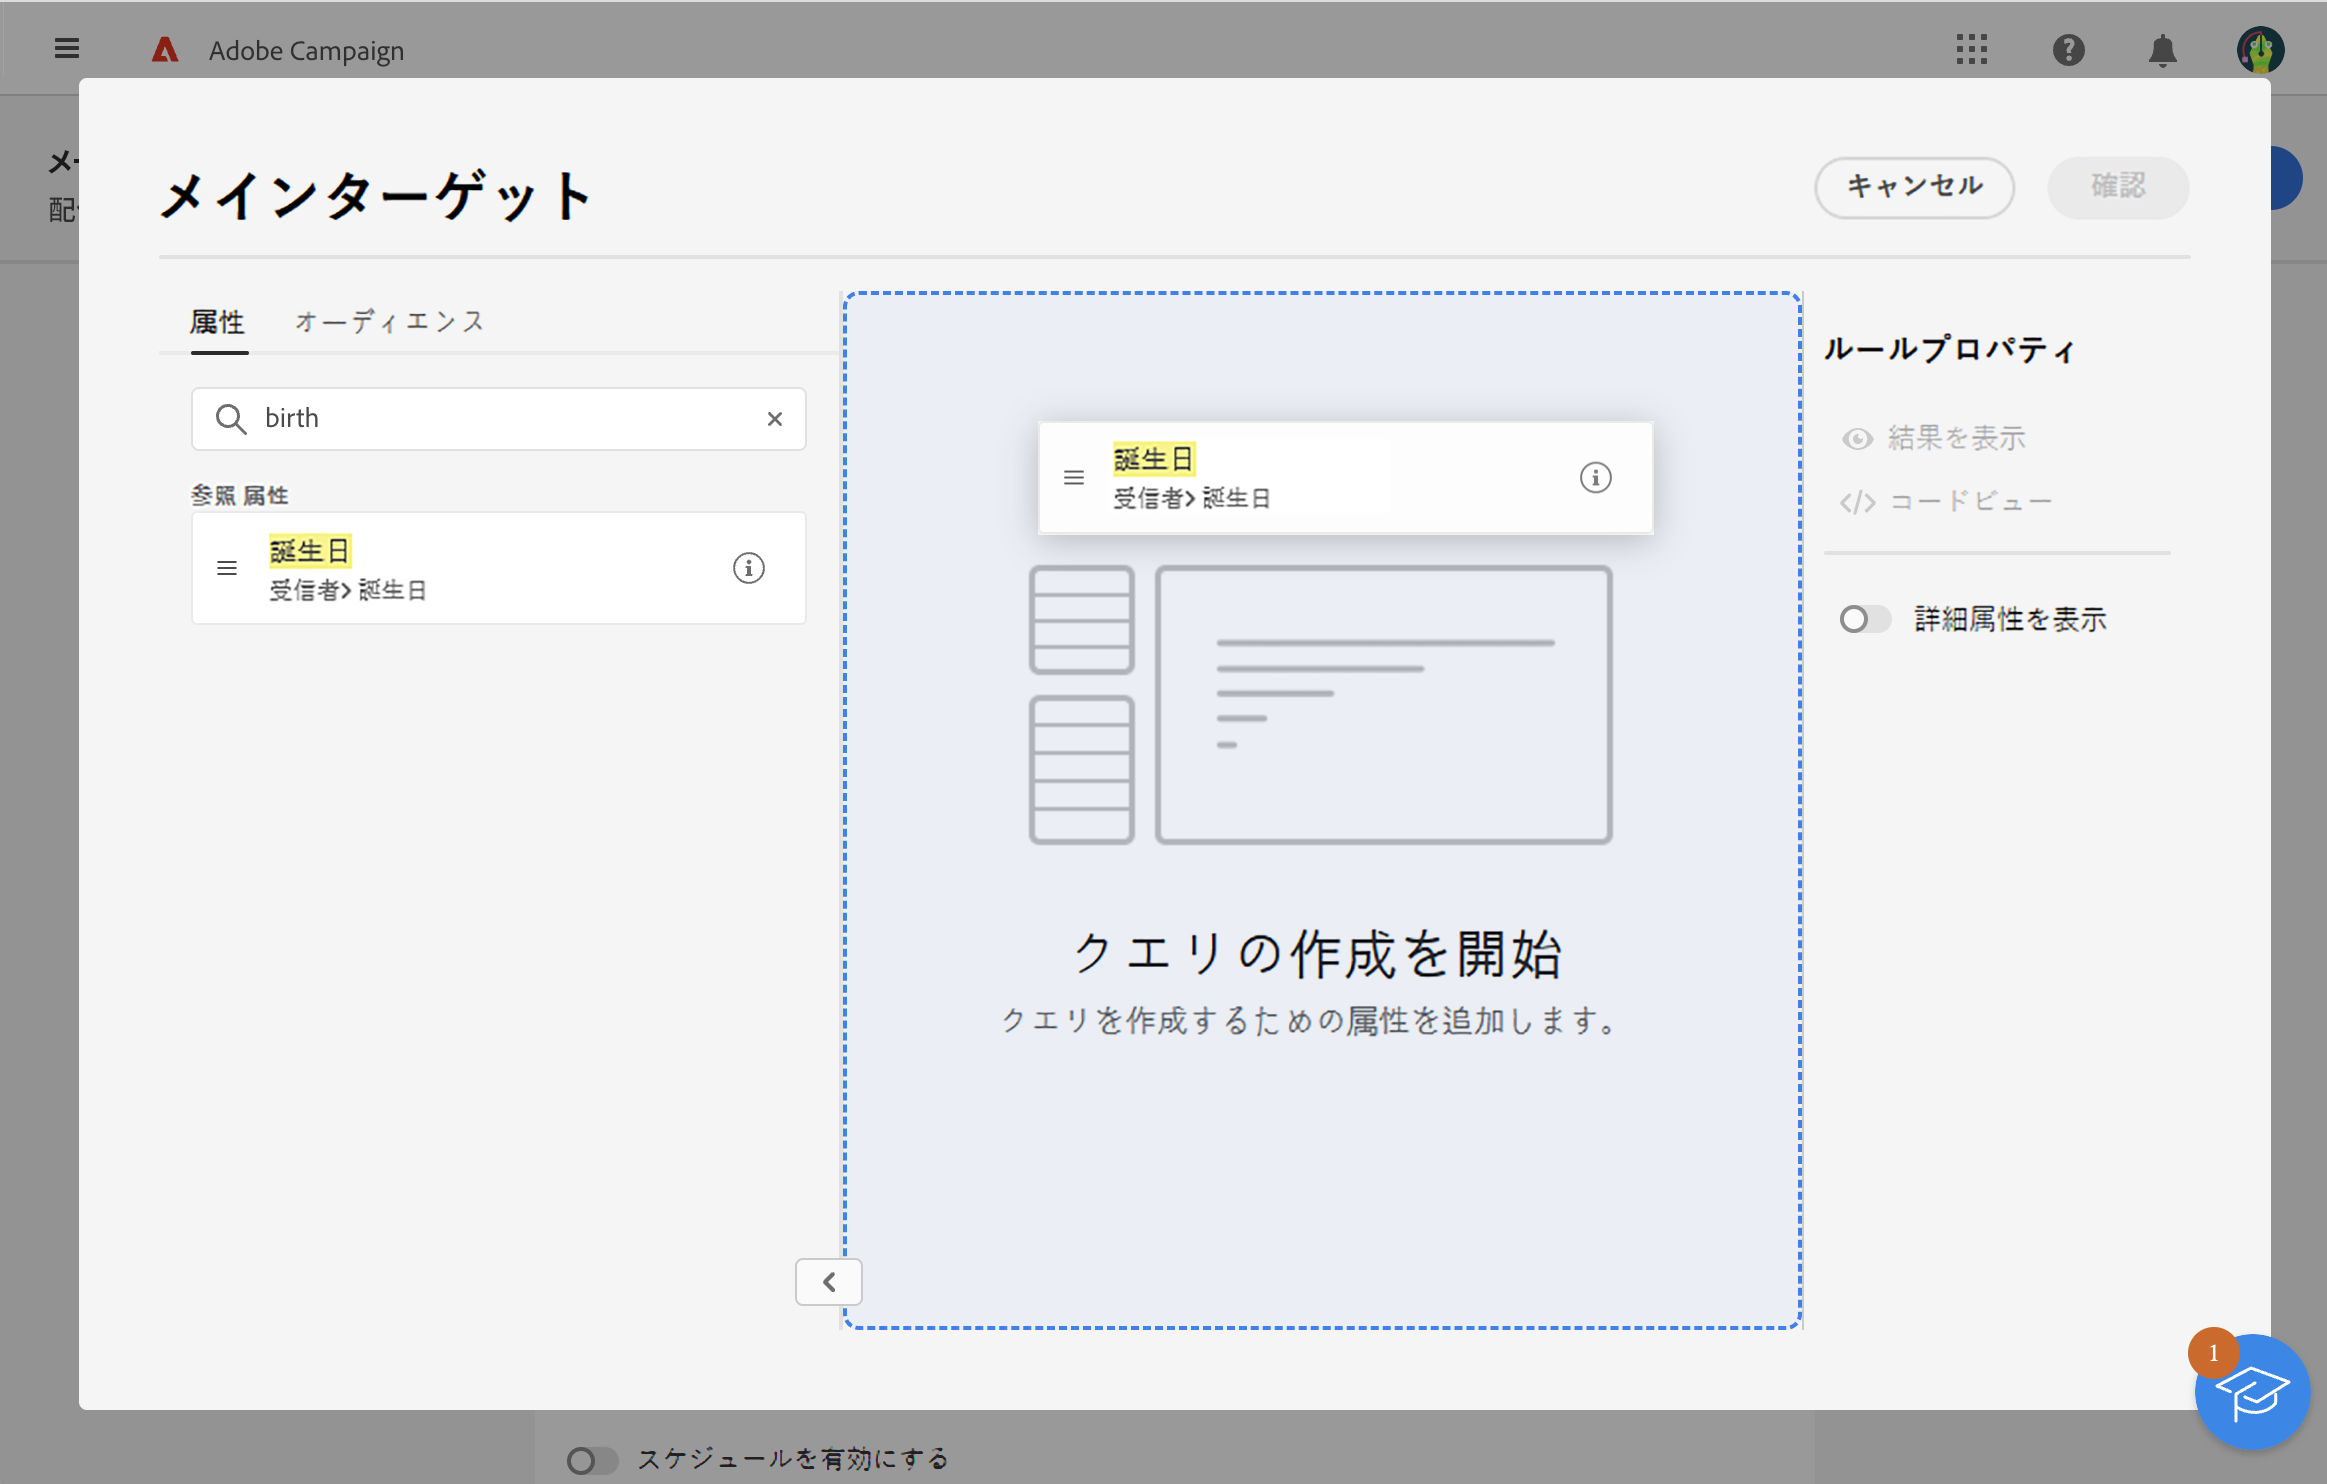 Adobe Campaign
メー
配
メインターゲット
キャンセル
確認
属性
オーディエンス
birth
参照 属性
誕生日
受信者> 誕生日
誕生日
受信者> 誕生日
クエリの作成を開始
クエリを作成するための属性を追加します。
ルールプロパティ
結果を表示
コードビュー
詳細属性を表示
スケジュールを有効にする
1